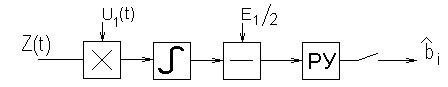 U₁(t)
E₁/2
Z(t)
×
∫
—
РУ
b̂ᵢ